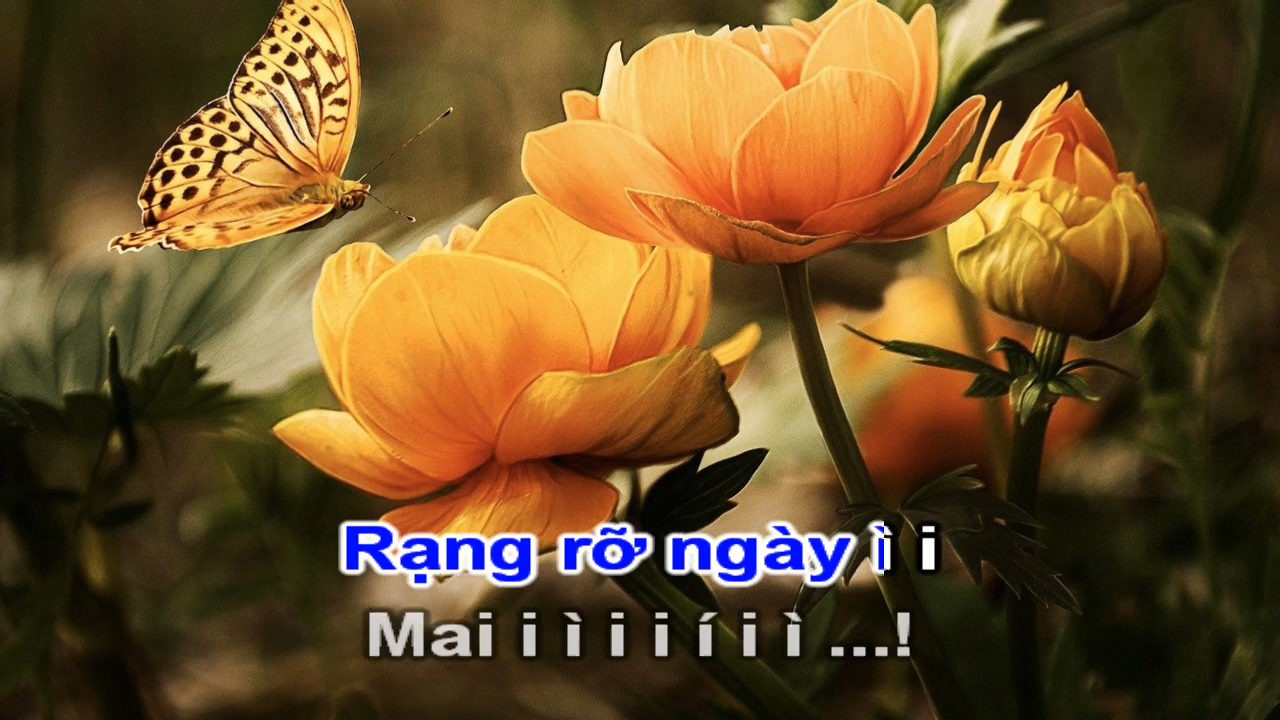 Rạng rỡ ngày ì i
Mai i ì i i í i ì ...!